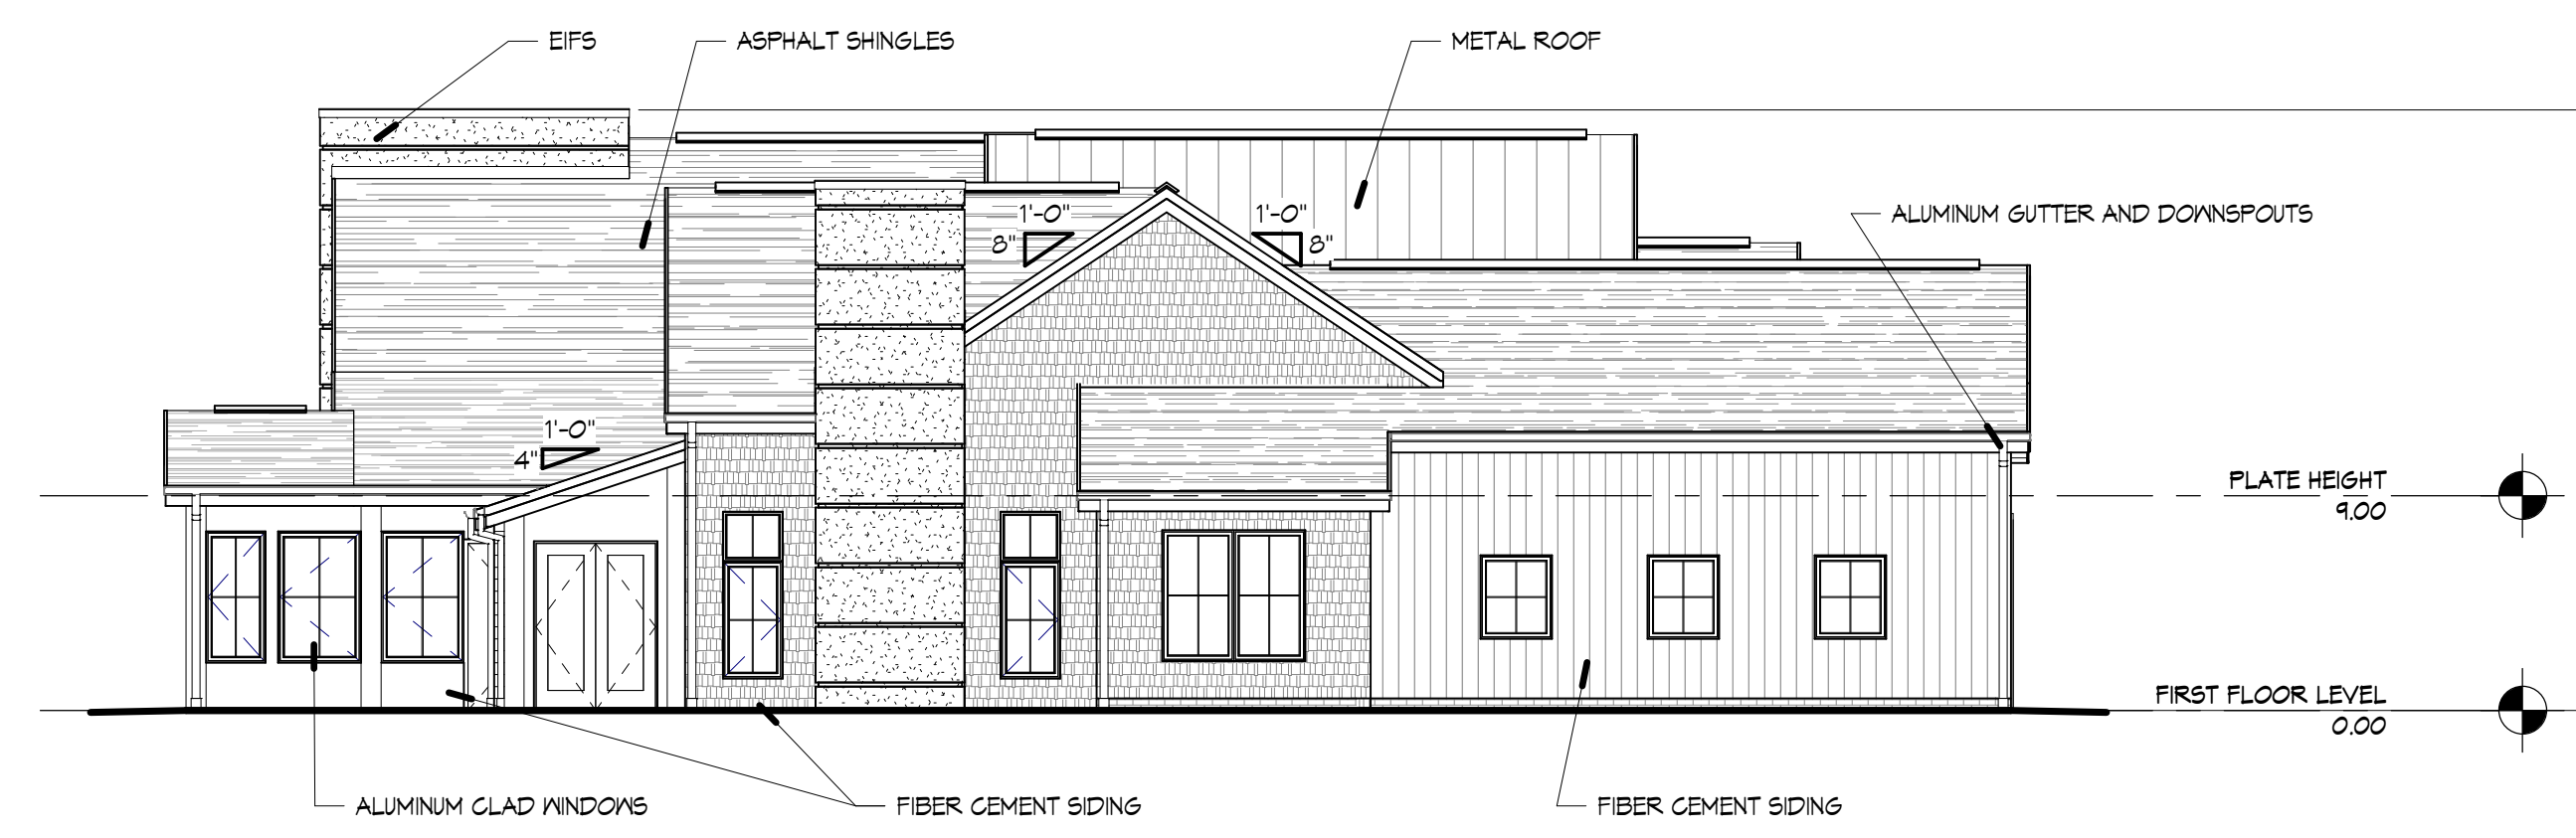 EIFS
ASPHALT SHINGLES
METAL ROOF
1'-0"
8"
1'-0"
8"
ALUMINUM GUTTER AND DOWNSPOUTS
1'-0"
4"
PLATE HEIGHT
9.00
FIRST FLOOR LEVEL
0.00
ALUMINUM CLAD WINDOWS
FIBER CEMENT SIDING
FIBER CEMENT SIDING